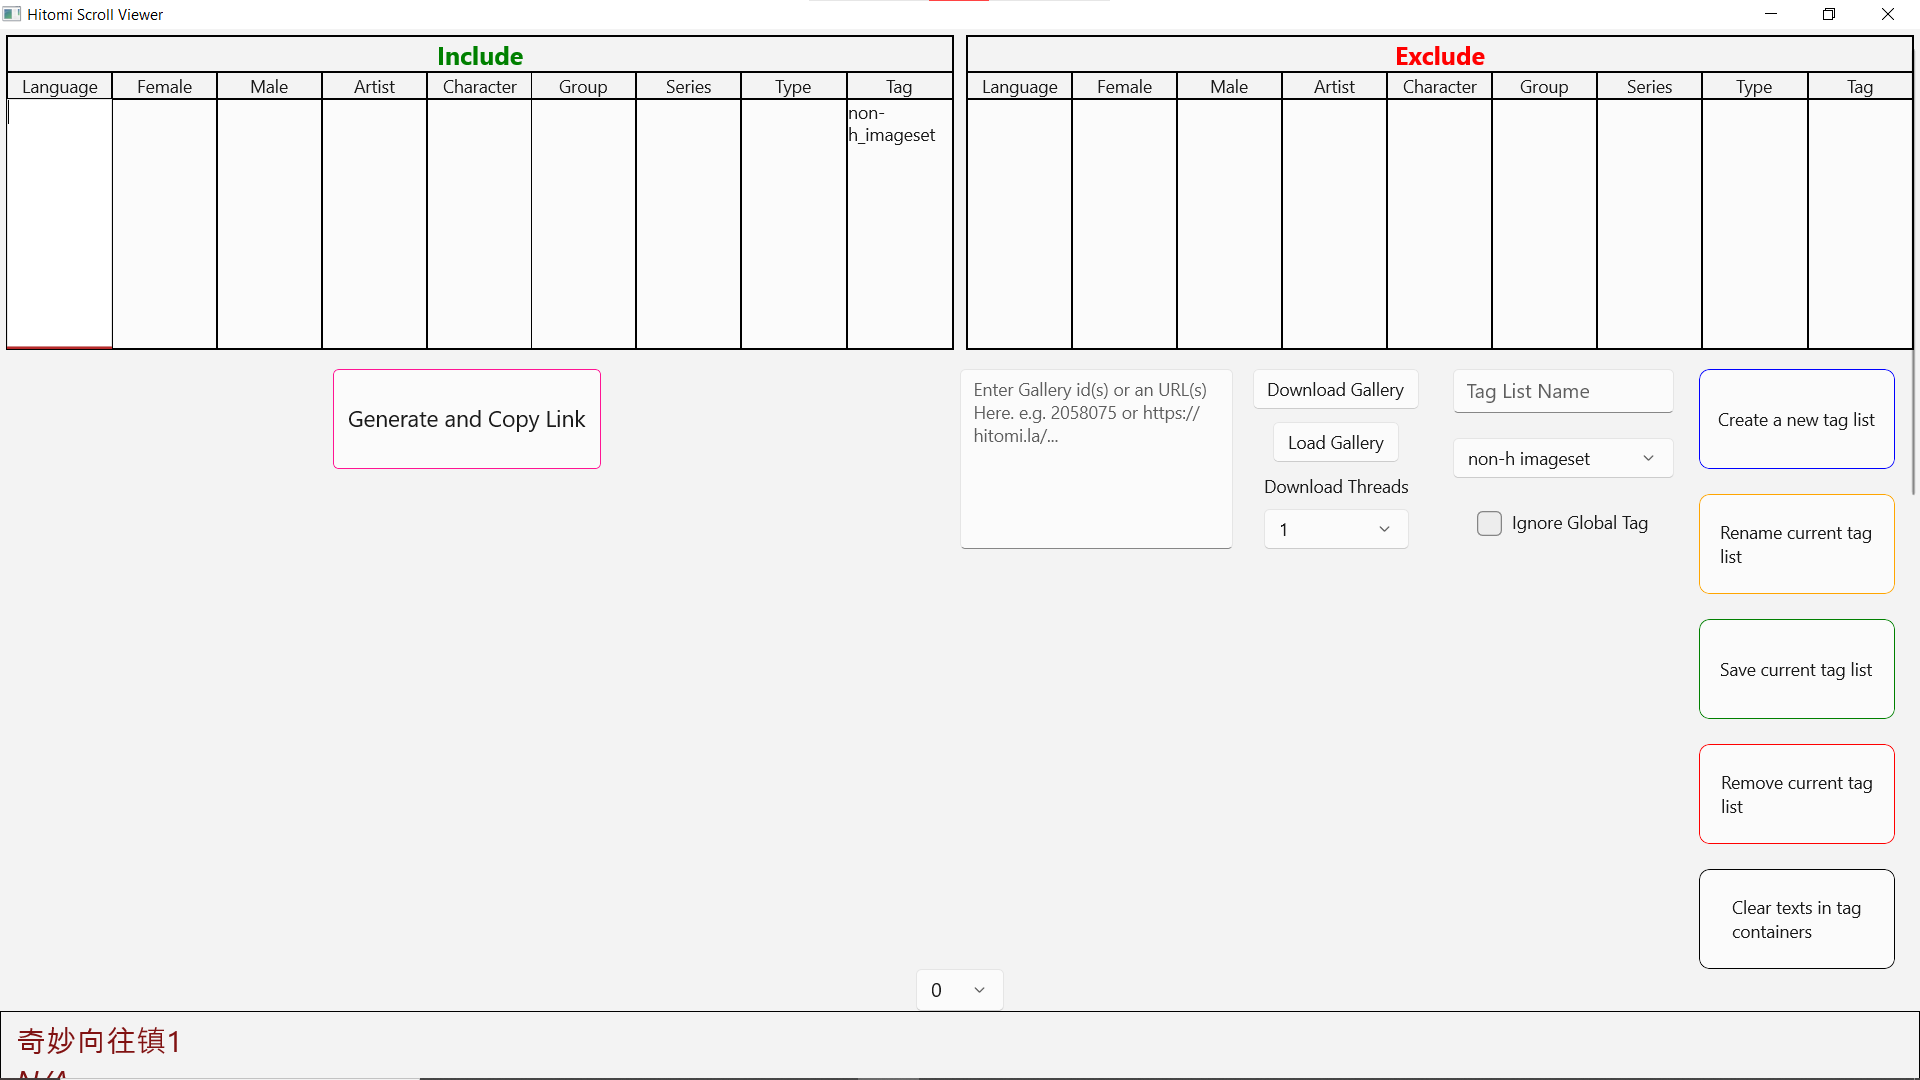 Hitomi Scroll Viewer
Include
Exclude
Language Female Male Artist Character Group Series Type Tag
Language Female Male Artist Character Group Series Type Tag
non-
h_imageset
Generate and Copy Link
Enter Gallery id(s) or an URL(s)
Here. e.g. 2058075 or https://
hitomi.la/...
Download Gallery
Load Gallery
Download Threads
1
Tag List Name
non-h imageset
Ignore Global Tag
Create a new tag list
Rename current tag
list
Save current tag list
Remove current tag
list
Clear texts in tag
containers
0
奇妙向往镇1
N/A